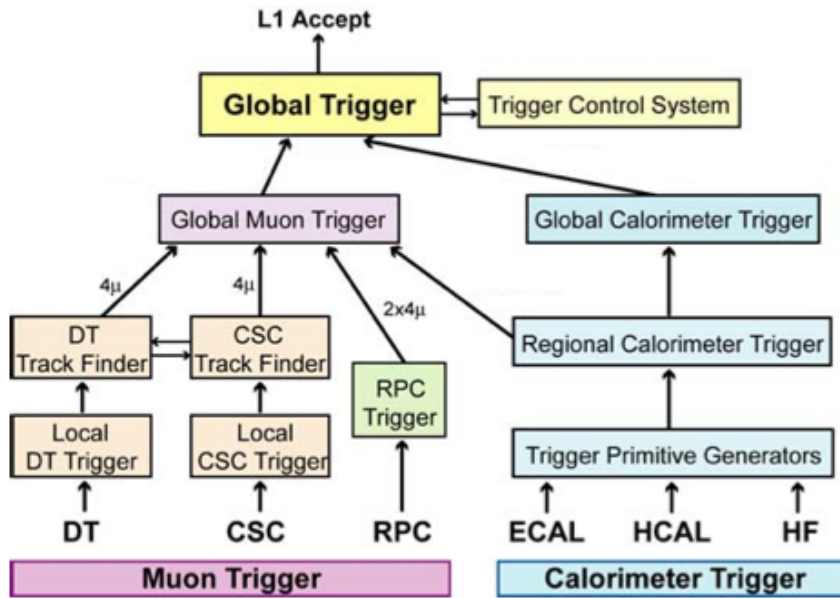 L1 Accept
Global Trigger
Trigger Control System
Global Muon Trigger
Global Calorimeter Trigger
4μ
4μ
2x4μ
DT
Track Finder
CSC
Track Finder
Regional Calorimeter Trigger
RPC
Trigger
Local
DT Trigger
Local
CSC Trigger
Trigger Primitive Generators
DT
CSC
RPC
ECAL
HCAL
HF
Muon Trigger
Calorimeter Trigger